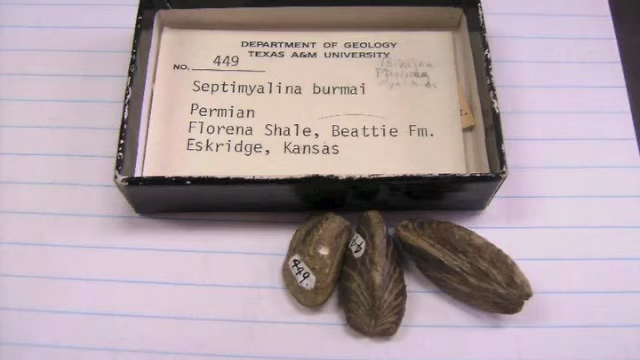 DEPARTMENT OF GEOLOGY
TEXAS A&M UNIVERSITY
NO. 449
Septimyalina burmai
Permian
Florena Shale, Beattie Fm.
Eskridge, Kansas
449